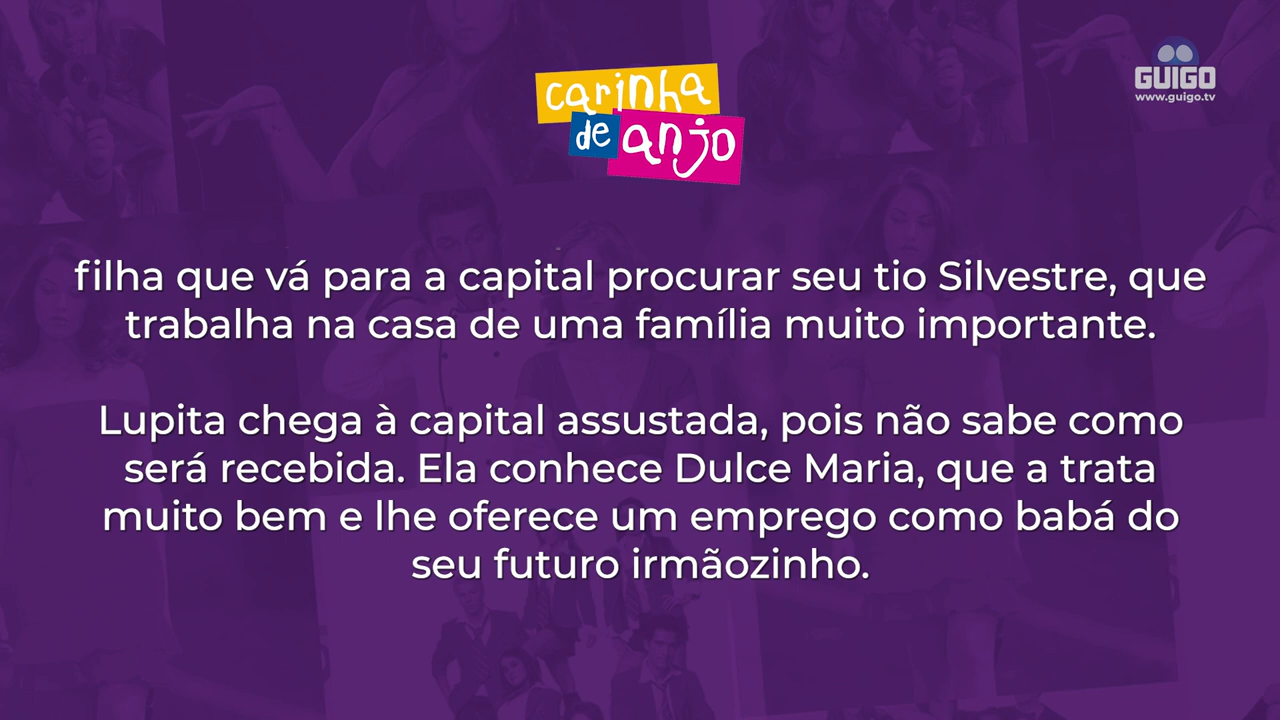 carinha
de anjo
GUIGO
www.guigo.tv
filha que vá para a capital procurar seu tio Silvestre, que
trabalha na casa de uma família muito importante.
Lupita chega à capital assustada, pois não sabe como
será recebida. Ela conhece Dulce Maria, que a trata
muito bem e lhe oferece um emprego como babá do
seu futuro irmãozinho.